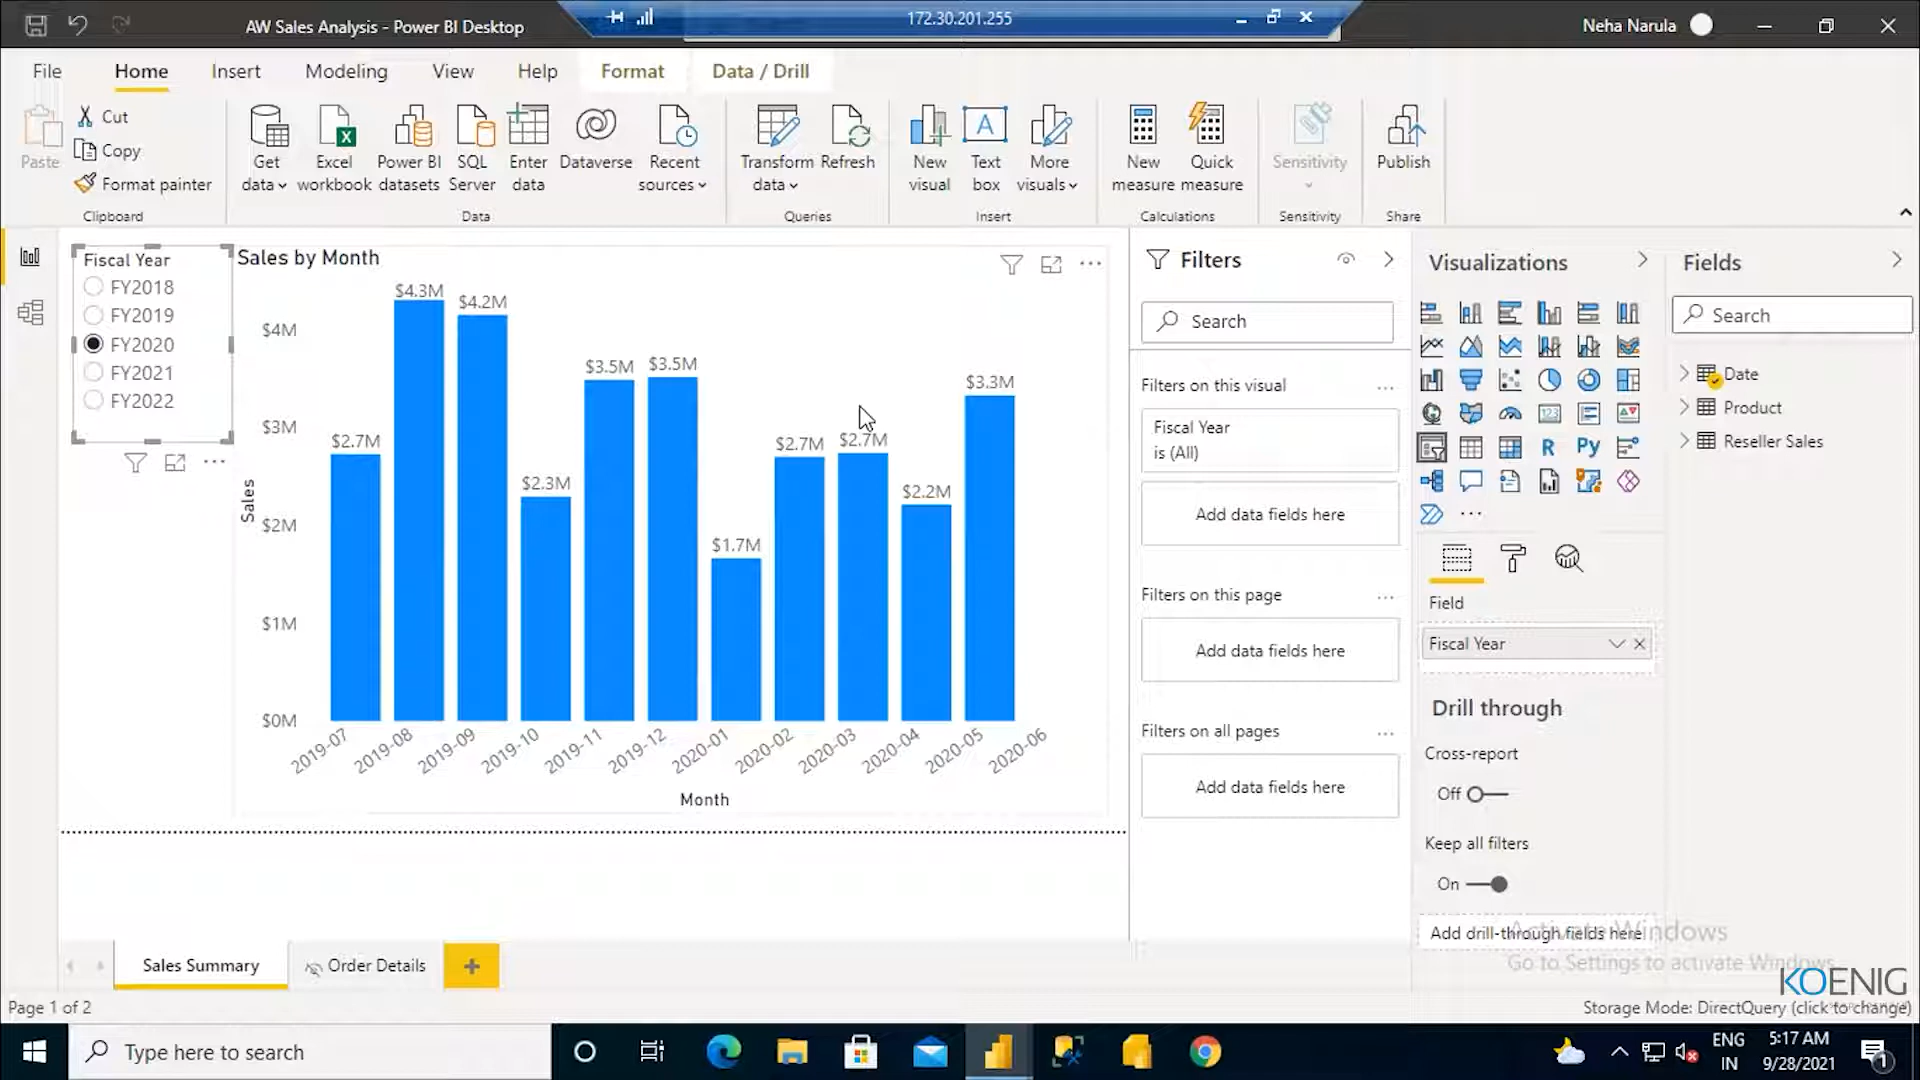 AW Sales Analysis - Power BI Desktop
172.30.201.255
Neha Narula
File Home Insert Modeling View Help Format Data / Drill
Paste
Cut
Copy
Format painter
Clipboard
Get data
Excel workbook
Power BI datasets
SQL Server
Enter data
Dataverse
Recent sources
Data
Transform data
Refresh
Queries
New visual
Text box
More visuals
Insert
New measure
Quick measure
Calculations
Sensitivity
Sensitivity
Publish
Share
Fiscal Year
FY2018
FY2019
FY2020
FY2021
FY2022
Sales by Month
Sales
$4M
$3M
$2M
$1M
$0M
$2.7M
$4.3M
$4.2M
$2.3M
$3.5M
$3.5M
$1.7M
$2.7M
$2.7M
$2.2M
$3.3M
2019-07
2019-08
2019-09
2019-10
2019-11
2019-12
2020-01
2020-02
2020-03
2020-04
2020-05
2020-06
Month
Filters
Search
Filters on this visual
Fiscal Year
is (All)
Add data fields here
Filters on this page
Add data fields here
Filters on all pages
Add data fields here
Visualizations
R
Py
123
Field
Fiscal Year
Drill through
Cross-report
Off
Keep all filters
On
Add drill-through fields here
Fields
Search
Date
Product
Reseller Sales
Activate Windows
Go to Settings to activate Windows.
KOENIG
Sales Summary
Order Details
+
Page 1 of 2
Storage Mode: DirectQuery (click to change)
Type here to search
ENG
IN
5:17 AM
9/28/2021
1